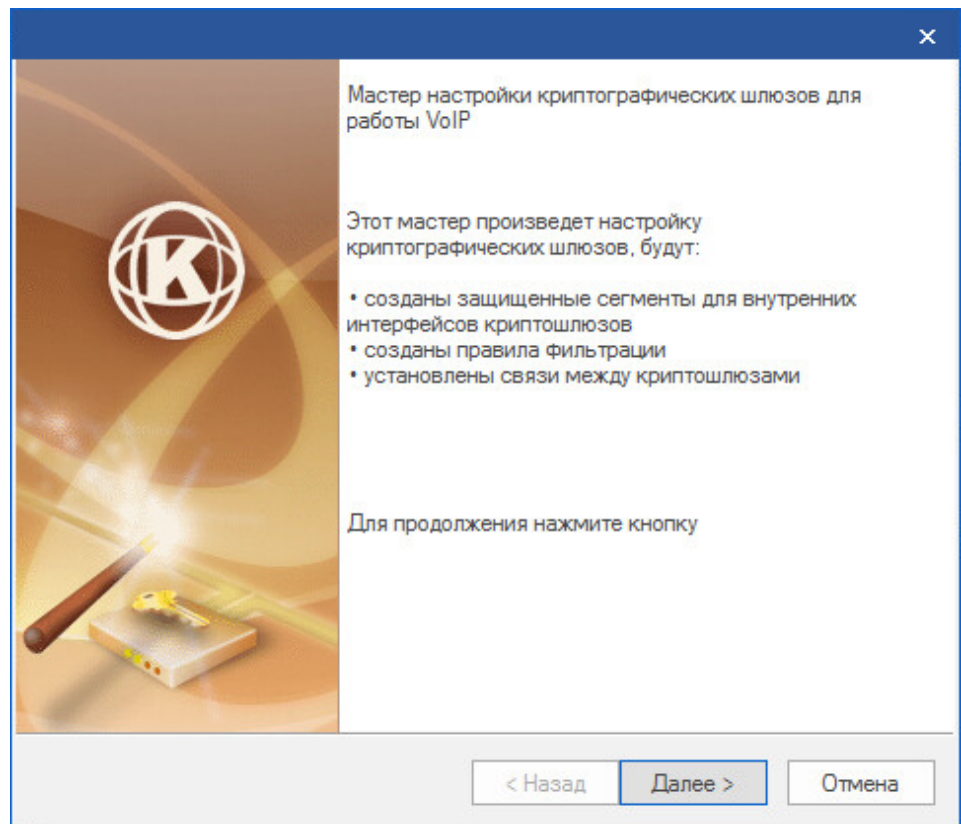 Мастер настройки криптографических шлюзов для
работы VoIP
Этот мастер произведет настройку
криптографических шлюзов, будут:
• созданы защищенные сегменты для внутренних
интерфейсов криптошлюзов
• созданы правила фильтрации
• установлены связи между криптошлюзами
Для продолжения нажмите кнопку
K
< Назад
Далее >
Отмена